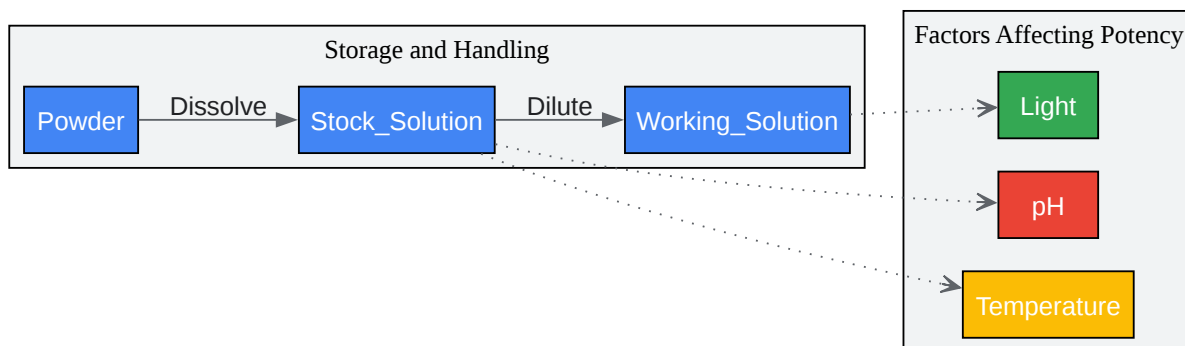 Storage and Handling
Powder
Dissolve
Stock_Solution
Dilute
Working_Solution
Factors Affecting Potency
Light
pH
Temperature